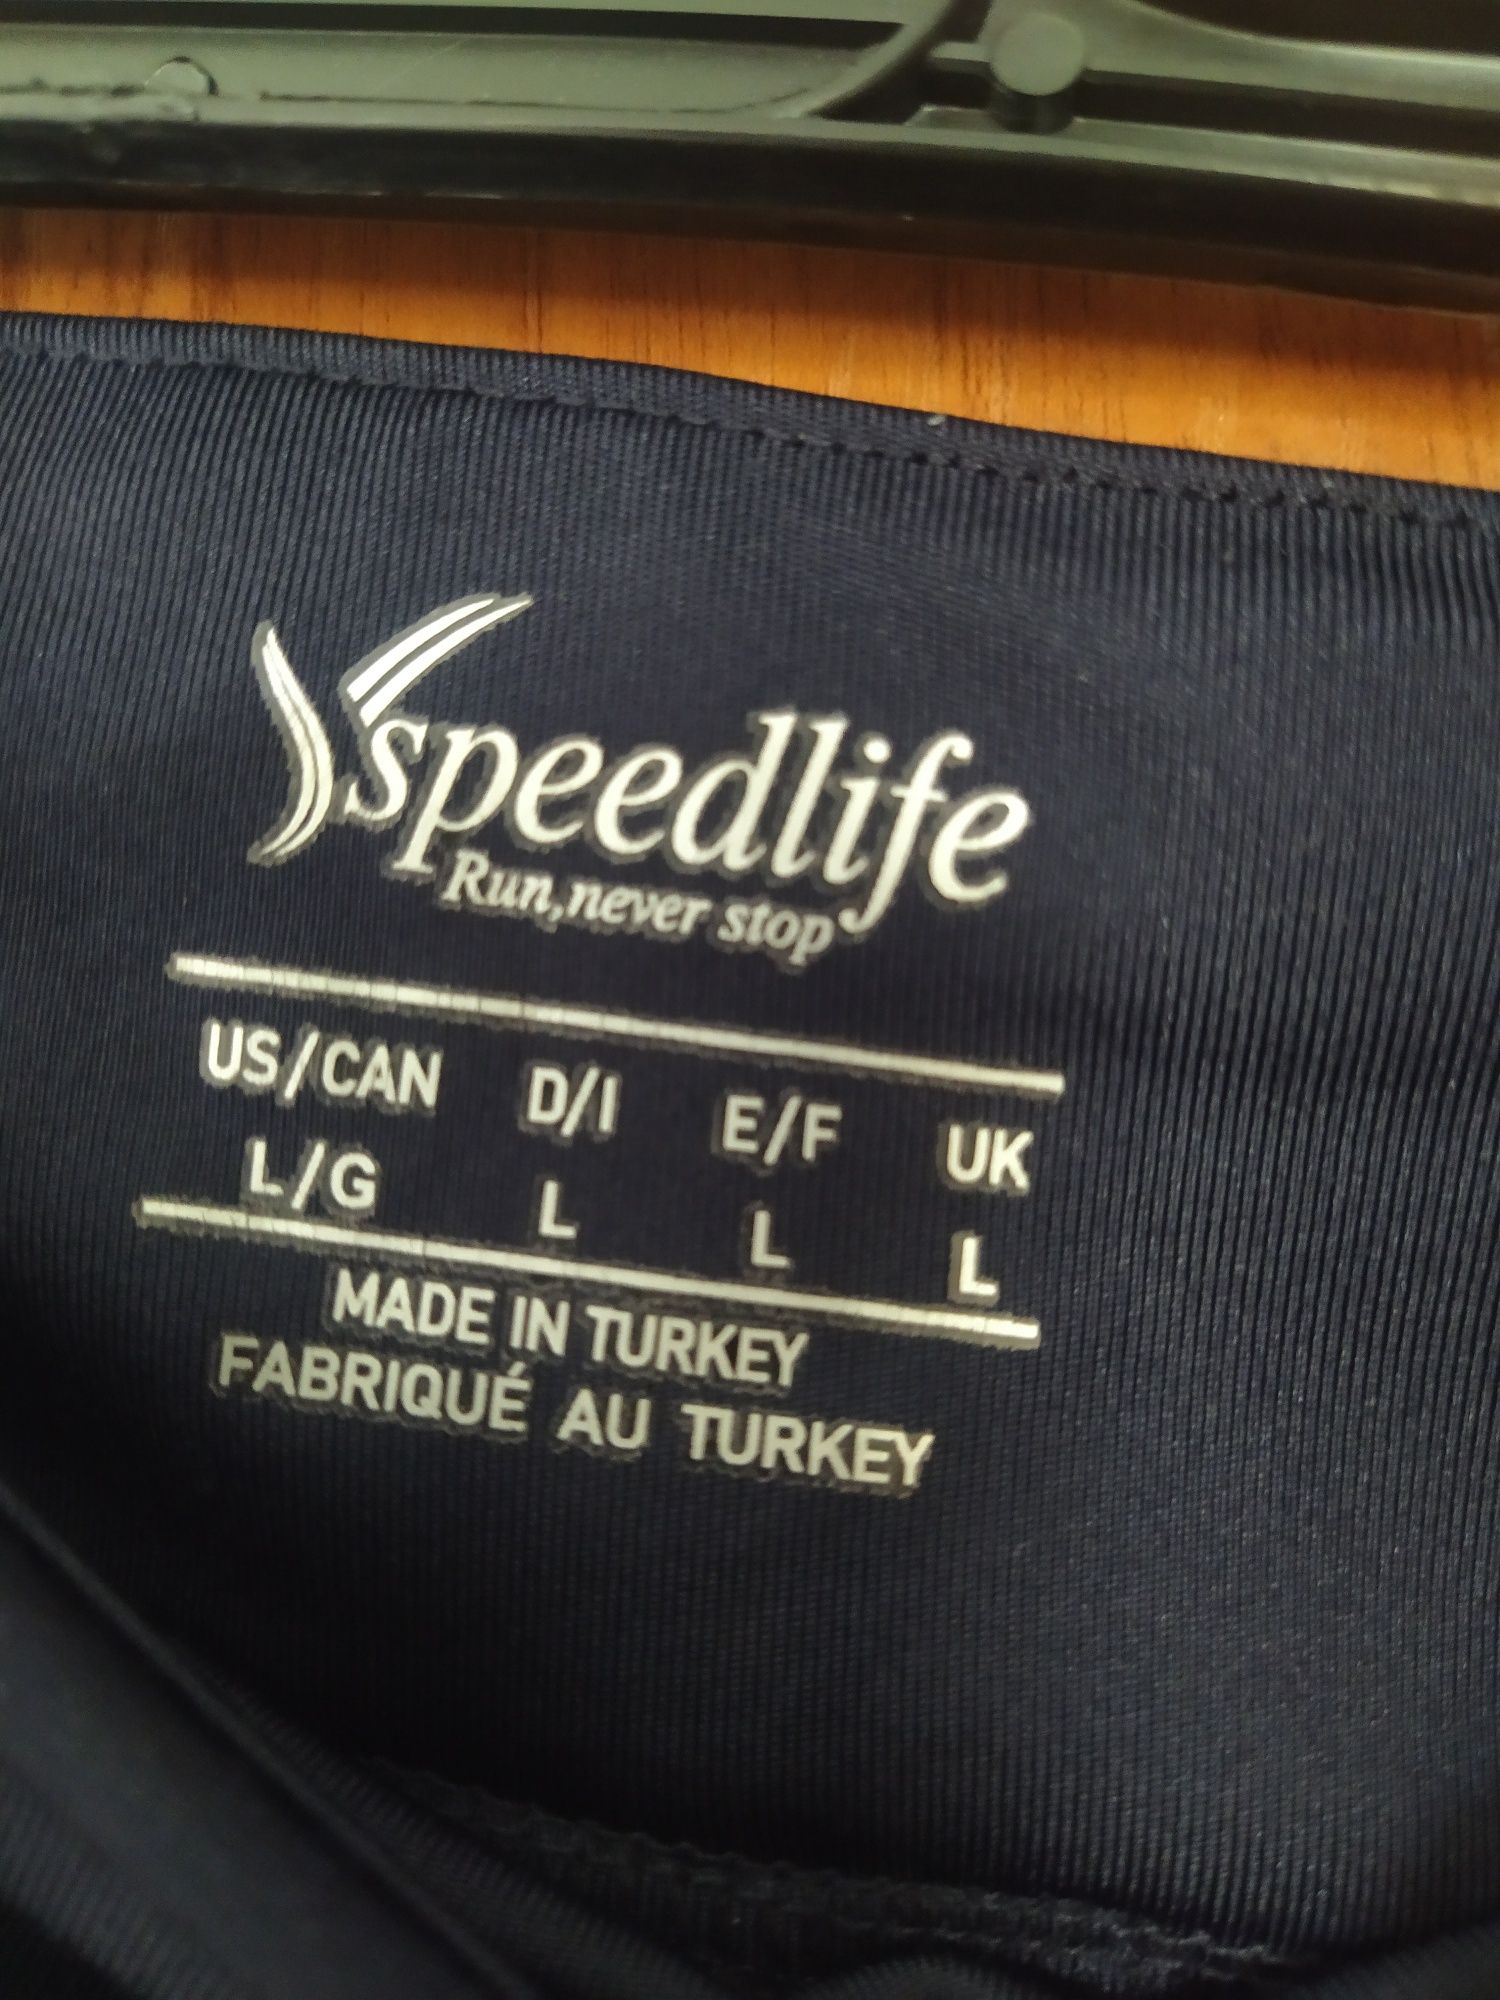 speedlife
Run,never stop
US/CAN D/I E/F UK
L/G L L L
MADE IN TURKEY
FABRIQUÉ AU TURKEY